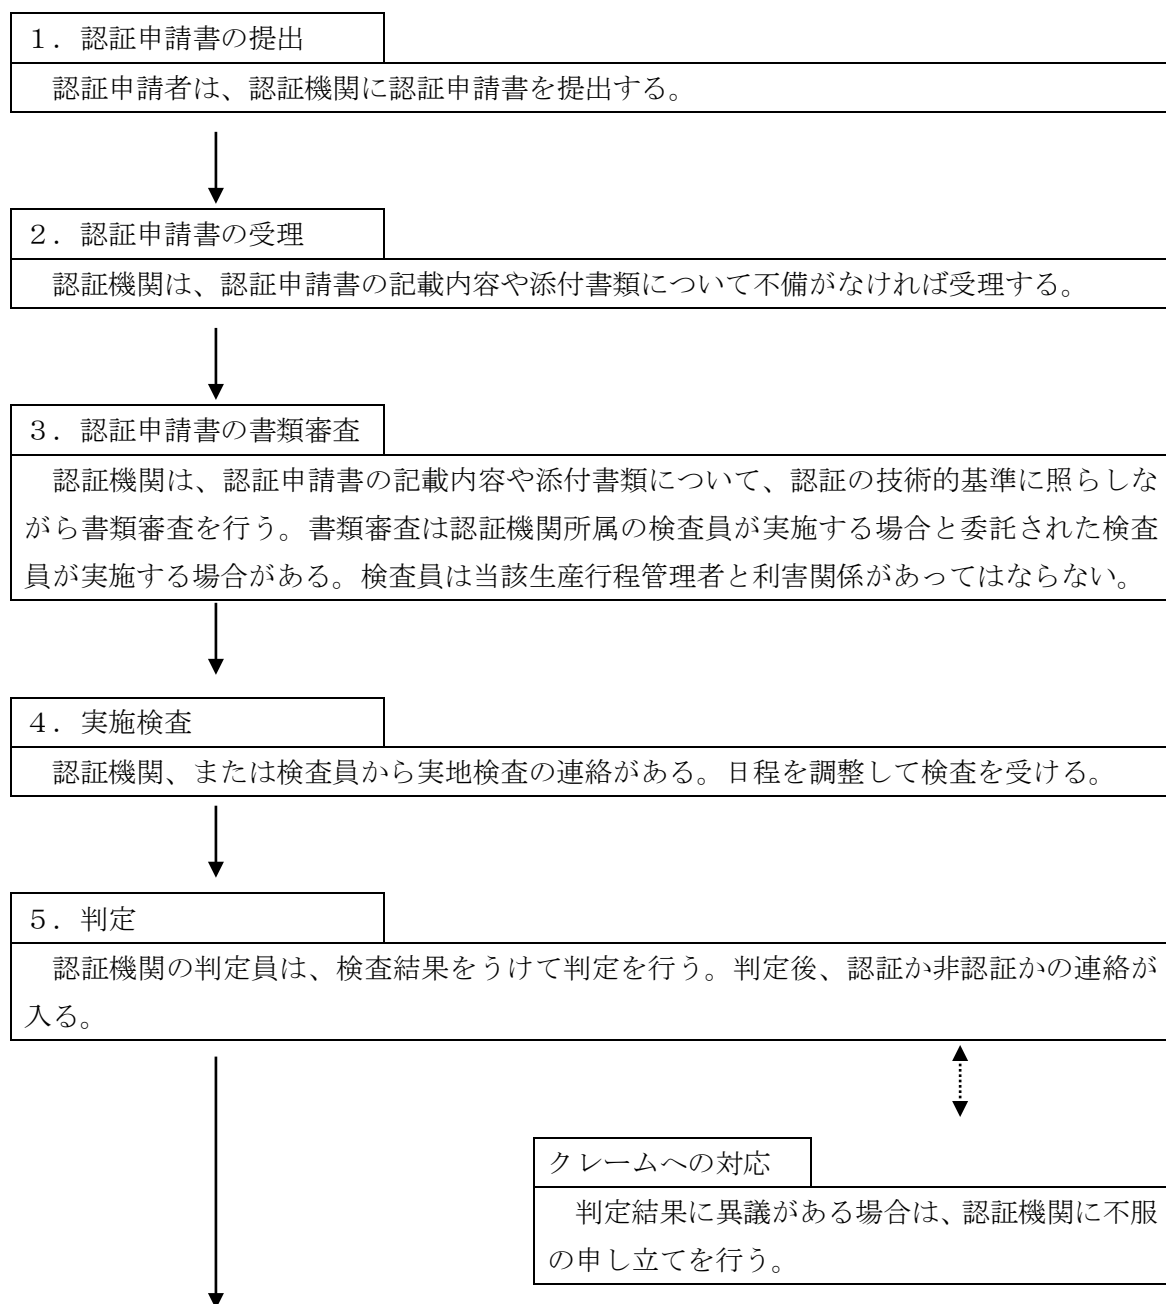 １．認証申請書の提出
　認証申請者は、認証機関に認証申請書を提出する。
２．認証申請書の受理
　認証機関は、認証申請書の記載内容や添付書類について不備がなければ受理する。
３．認証申請書の書類審査
　認証機関は、認証申請書の記載内容や添付書類について、認証の技術的基準に照らしな
がら書類審査を行う。書類審査は認証機関所属の検査員が実施する場合と委託された検査
員が実施する場合がある。検査員は当該生産行程管理者と利害関係があってはならない。
４．実施検査
　認証機関、または検査員から実地検査の連絡がある。日程を調整して検査を受ける。
５．判定
　認証機関の判定員は、検査結果をうけて判定を行う。判定後、認証か非認証かの連絡が
入る。
クレームへの対応
　判定結果に異議がある場合は、認証機関に不服
の申し立てを行う。